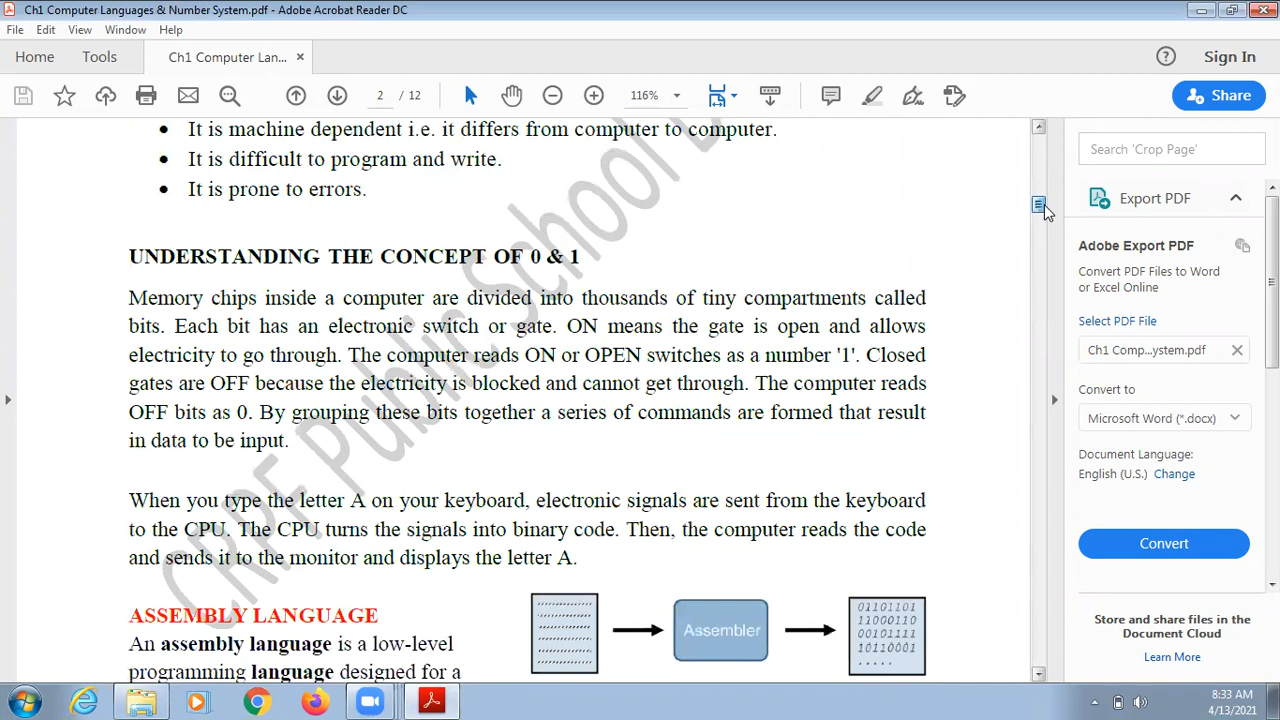 Ch1 Computer Languages & Number System.pdf - Adobe Acrobat Reader DC
File Edit View Window Help
Home Tools Ch1 Computer Lan... × Sign In
2 / 12 116% Share
It is machine dependent i.e. it differs from computer to computer.
• It is difficult to program and write.
• It is prone to errors.
UNDERSTANDING THE CONCEPT OF 0 & 1
Memory chips inside a computer are divided into thousands of tiny compartments called
bits. Each bit has an electronic switch or gate. ON means the gate is open and allows
electricity to go through. The computer reads ON or OPEN switches as a number '1'. Closed
gates are OFF because the electricity is blocked and cannot get through. The computer reads
OFF bits as 0. By grouping these bits together a series of commands are formed that result
in data to be input.
When you type the letter A on your keyboard, electronic signals are sent from the keyboard
to the CPU. The CPU turns the signals into binary code. Then, the computer reads the code
and sends it to the monitor and displays the letter A.
ASSEMBLY LANGUAGE
An assembly language is a low-level
programming language designed for a
Assembler
01101101
11000110
00101111
10110001
.....
CRPF Public School
Search 'Crop Page'
Export PDF
Adobe Export PDF
Convert PDF Files to Word
or Excel Online
Select PDF File
Ch1 Comp...ystem.pdf
Convert to
Microsoft Word (*.docx)
Document Language:
English (U.S.) Change
Convert
Store and share files in the
Document Cloud
Learn More
8:33 AM
4/13/2021